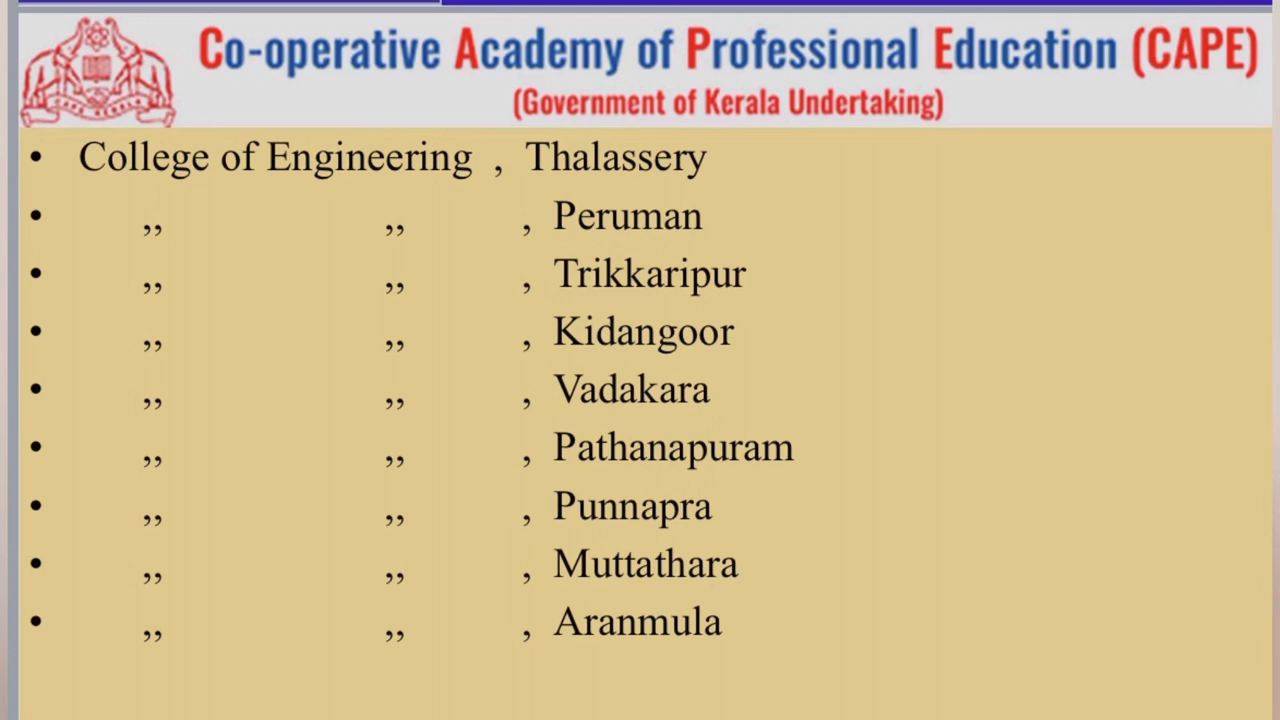 Co-operative Academy of Professional Education (CAPE)
(Government of Kerala Undertaking)
• College of Engineering , Thalassery
• ,, ,, , Peruman
• ,, ,, , Trikkaripur
• ,, ,, , Kidangoor
• ,, ,, , Vadakara
• ,, ,, , Pathanapuram
• ,, ,, , Punnapra
• ,, ,, , Muttathara
• ,, ,, , Aranmula